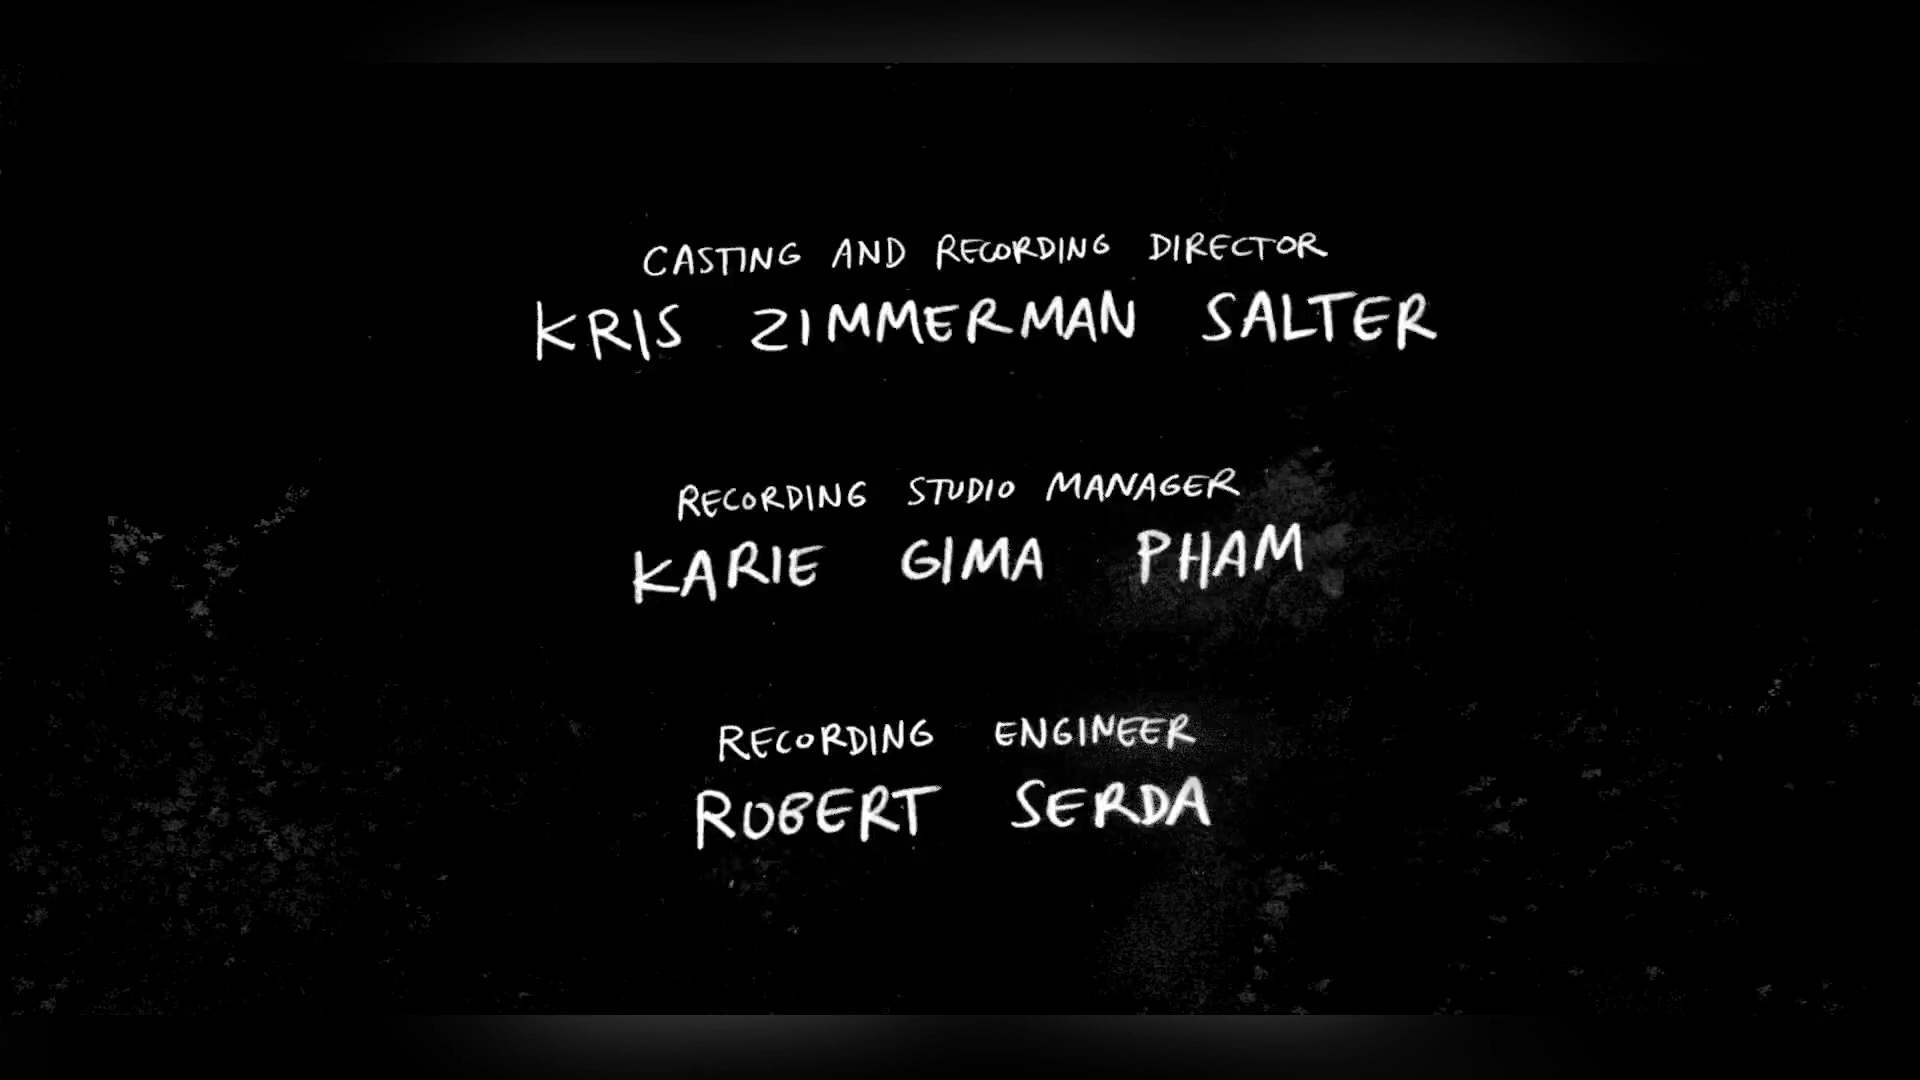 CASTING AND RECORDING DIRECTOR
KRIS ZIMMERMAN SALTER
RECORDING STUDIO MANAGER
KARIE GIMA PHAM
RECORDING ENGINEER
ROBERT SERDA